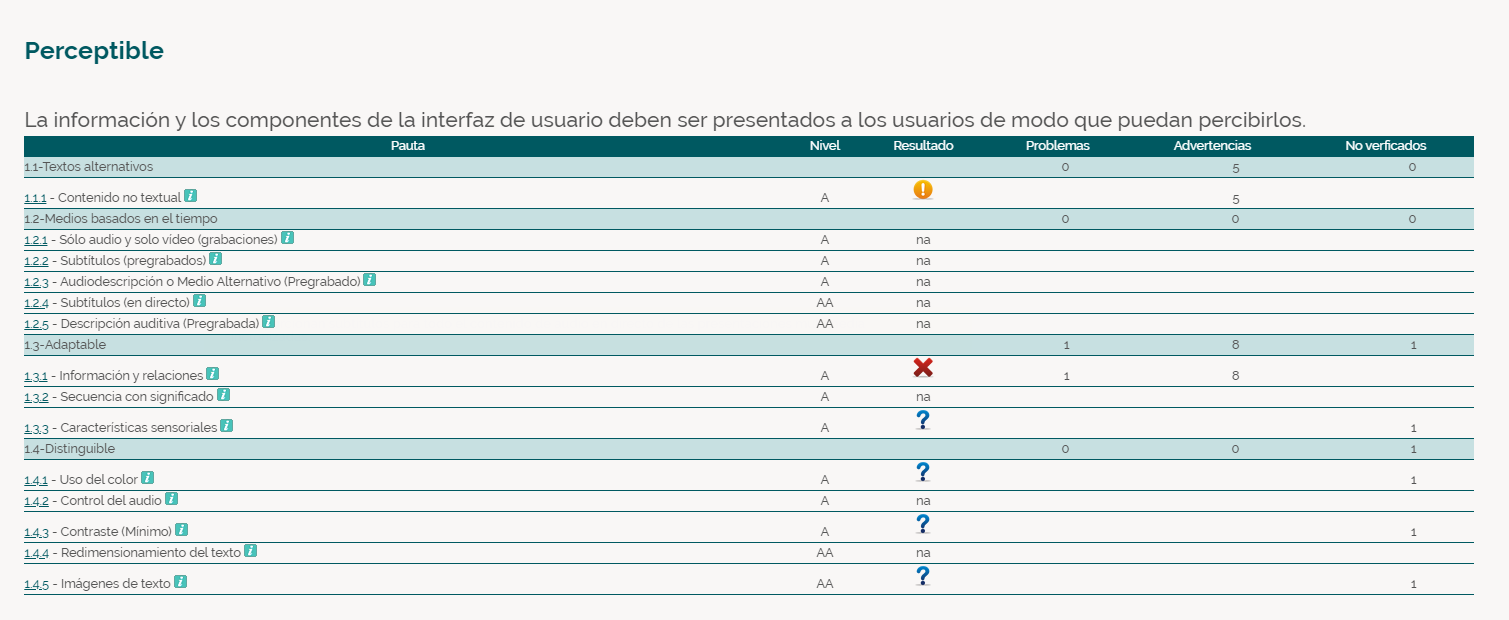 Perceptible
La información y los componentes de la interfaz de usuario deben ser presentados a los usuarios de modo que puedan percibirlos.
Pauta Nivel Resultado Problemas Advertencias No verficados
1.1-Textos alternativos 0 5 0
1.1.1 - Contenido no textual i A ! 5
1.2-Medios basados en el tiempo 0 0 0
1.2.1 - Sólo audio y solo vídeo (grabaciones) i A na
1.2.2 - Subtítulos (pregrabados) i A na
1.2.3 - Audiodescripción o Medio Alternativo (Pregrabado) i A na
1.2.4 - Subtítulos (en directo) i AA na
1.2.5 - Descripción auditiva (Pregrabada) i AA na
1.3-Adaptable 1 8 1
1.3.1 - Información y relaciones i A 1 8
1.3.2 - Secuencia con significado i A na
1.3.3 - Características sensoriales i A ? 1
1.4-Distinguible 0 0 1
1.4.1 - Uso del color i A ? 1
1.4.2 - Control del audio i A na
1.4.3 - Contraste (Mínimo) i A ? 1
1.4.4 - Redimensionamiento del texto i AA na
1.4.5 - Imágenes de texto i AA ? 1